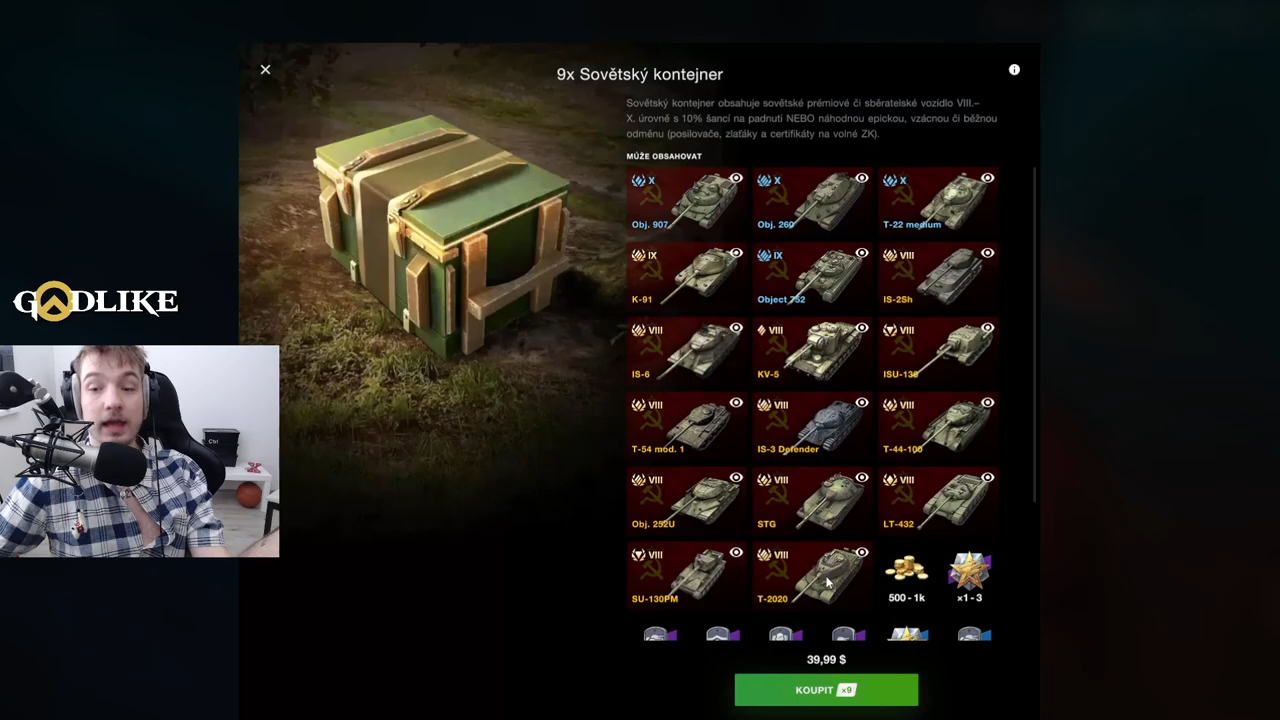 9x Sovětský kontejner
Sovětský kontejner obsahuje sovětské prémiové či sběratelské vozidlo VIII.–
X. úrovně s 10% šancí na padnutí NEBO náhodnou epickou, vzácnou či běžnou
odměnu (posilovače, zlaťáky a certifikáty na volné ZK).
MŮŽE OBSAHOVAT
X
Obj. 907
X
Obj. 260
X
T-22 medium
IX
K-91
IX
Object 752
VIII
IS-2Sh
VIII
IS-6
VIII
KV-5
VIII
ISU-130
VIII
T-54 mod. 1
VIII
IS-3 Defender
VIII
T-44-100
VIII
Obj. 252U
VIII
STG
VIII
LT-432
VIII
SU-130PM
VIII
T-2020
500 - 1k
×1 - 3
39,99 $
KOUPIT ×9
GODLIKE
Ctrl